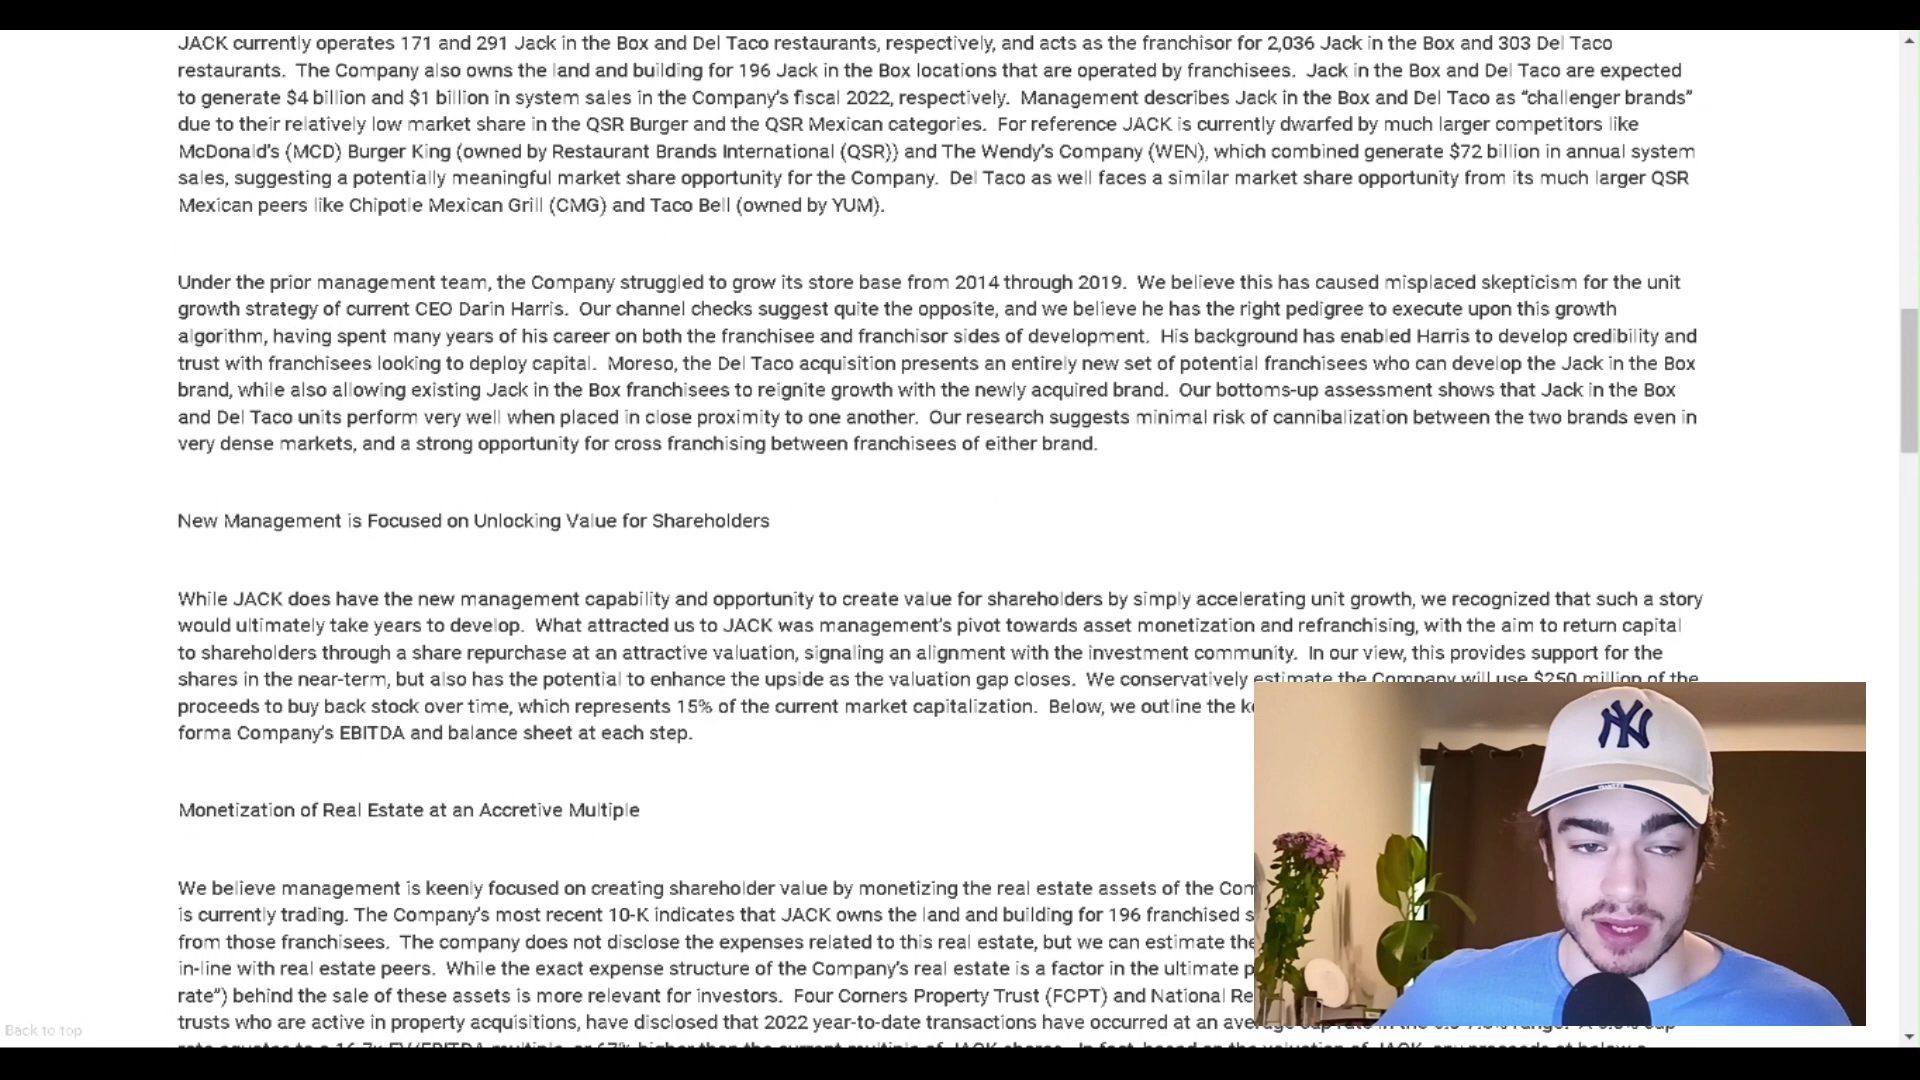 JACK currently operates 171 and 291 Jack in the Box and Del Taco restaurants, respectively, and acts as the franchisor for 2,036 Jack in the Box and 303 Del Taco
restaurants. The Company also owns the land and building for 196 Jack in the Box locations that are operated by franchisees. Jack in the Box and Del Taco are expected
to generate $4 billion and $1 billion in system sales in the Company's fiscal 2022, respectively. Management describes Jack in the Box and Del Taco as “challenger brands”
due to their relatively low market share in the QSR Burger and the QSR Mexican categories. For reference JACK is currently dwarfed by much larger competitors like
McDonald's (MCD) Burger King (owned by Restaurant Brands International (QSR)) and The Wendy's Company (WEN), which combined generate $72 billion in annual system
sales, suggesting a potentially meaningful market share opportunity for the Company. Del Taco as well faces a similar market share opportunity from its much larger QSR
Mexican peers like Chipotle Mexican Grill (CMG) and Taco Bell (owned by YUM).
Under the prior management team, the Company struggled to grow its store base from 2014 through 2019. We believe this has caused misplaced skepticism for the unit
growth strategy of current CEO Darin Harris. Our channel checks suggest quite the opposite, and we believe he has the right pedigree to execute upon this growth
algorithm, having spent many years of his career on both the franchisee and franchisor sides of development. His background has enabled Harris to develop credibility and
trust with franchisees looking to deploy capital. Moreso, the Del Taco acquisition presents an entirely new set of potential franchisees who can develop the Jack in the Box
brand, while also allowing existing Jack in the Box franchisees to reignite growth with the newly acquired brand. Our bottoms-up assessment shows that Jack in the Box
and Del Taco units perform very well when placed in close proximity to one another. Our research suggests minimal risk of cannibalization between the two brands even in
very dense markets, and a strong opportunity for cross franchising between franchisees of either brand.
New Management is Focused on Unlocking Value for Shareholders
While JACK does have the new management capability and opportunity to create value for shareholders by simply accelerating unit growth, we recognized that such a story
would ultimately take years to develop. What attracted us to JACK was management's pivot towards asset monetization and refranchising, with the aim to return capital
to shareholders through a share repurchase at an attractive valuation, signaling an alignment with the investment community. In our view, this provides support for the
shares in the near-term, but also has the potential to enhance the upside as the valuation gap closes. We conservatively estimate the Company will use $250 million of the
proceeds to buy back stock over time, which represents 15% of the current market capitalization. Below, we outline the
forma Company's EBITDA and balance sheet at each step.
Monetization of Real Estate at an Accretive Multiple
We believe management is keenly focused on creating shareholder value by monetizing the real estate assets of the Com
is currently trading. The Company's most recent 10-K indicates that JACK owns the land and building for 196 franchised s
from those franchisees. The company does not disclose the expenses related to this real estate, but we can estimate the
in-line with real estate peers. While the exact expense structure of the Company's real estate is a factor in the ultimate p
rate”) behind the sale of these assets is more relevant for investors. Four Corners Property Trust (FCPT) and National Re
trusts who are active in property acquisitions, have disclosed that 2022 year-to-date transactions have occurred at an
Back to top
NY